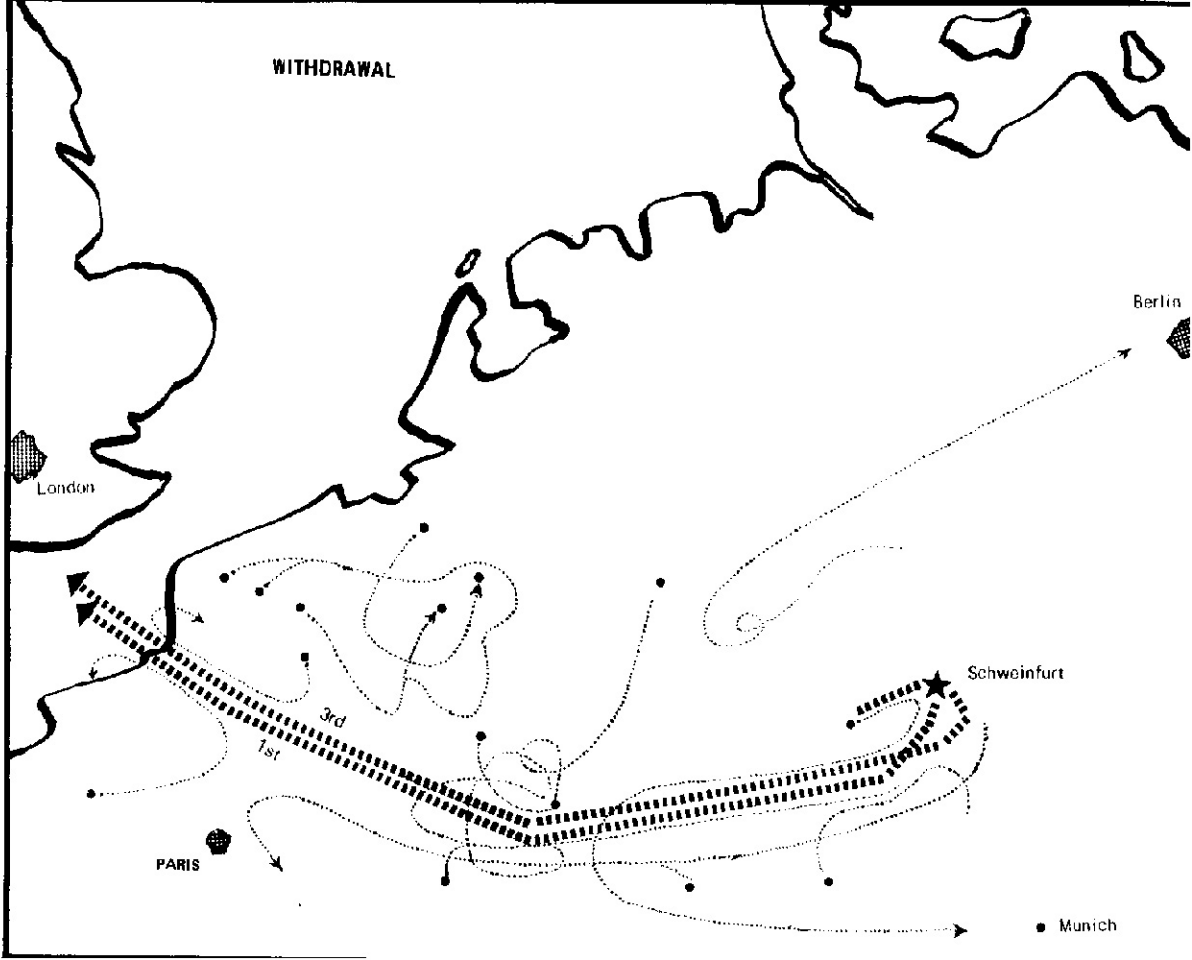 WITHDRAWAL
Berlin
London
Schweinfurt
3rd
1st
PARIS
Munich